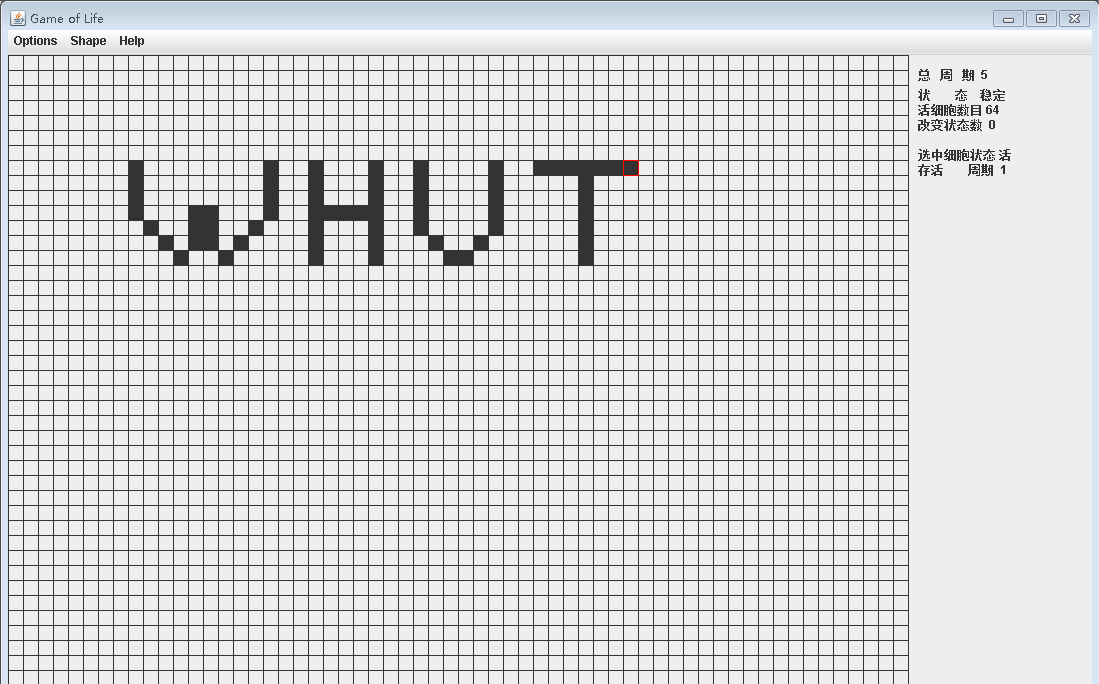 Game of Life
Options Shape Help
WHUT
总 周 期 5
状 态 稳定
活细胞数目 64
改变状态数 0
选中细胞状态 活
存活 周期 1